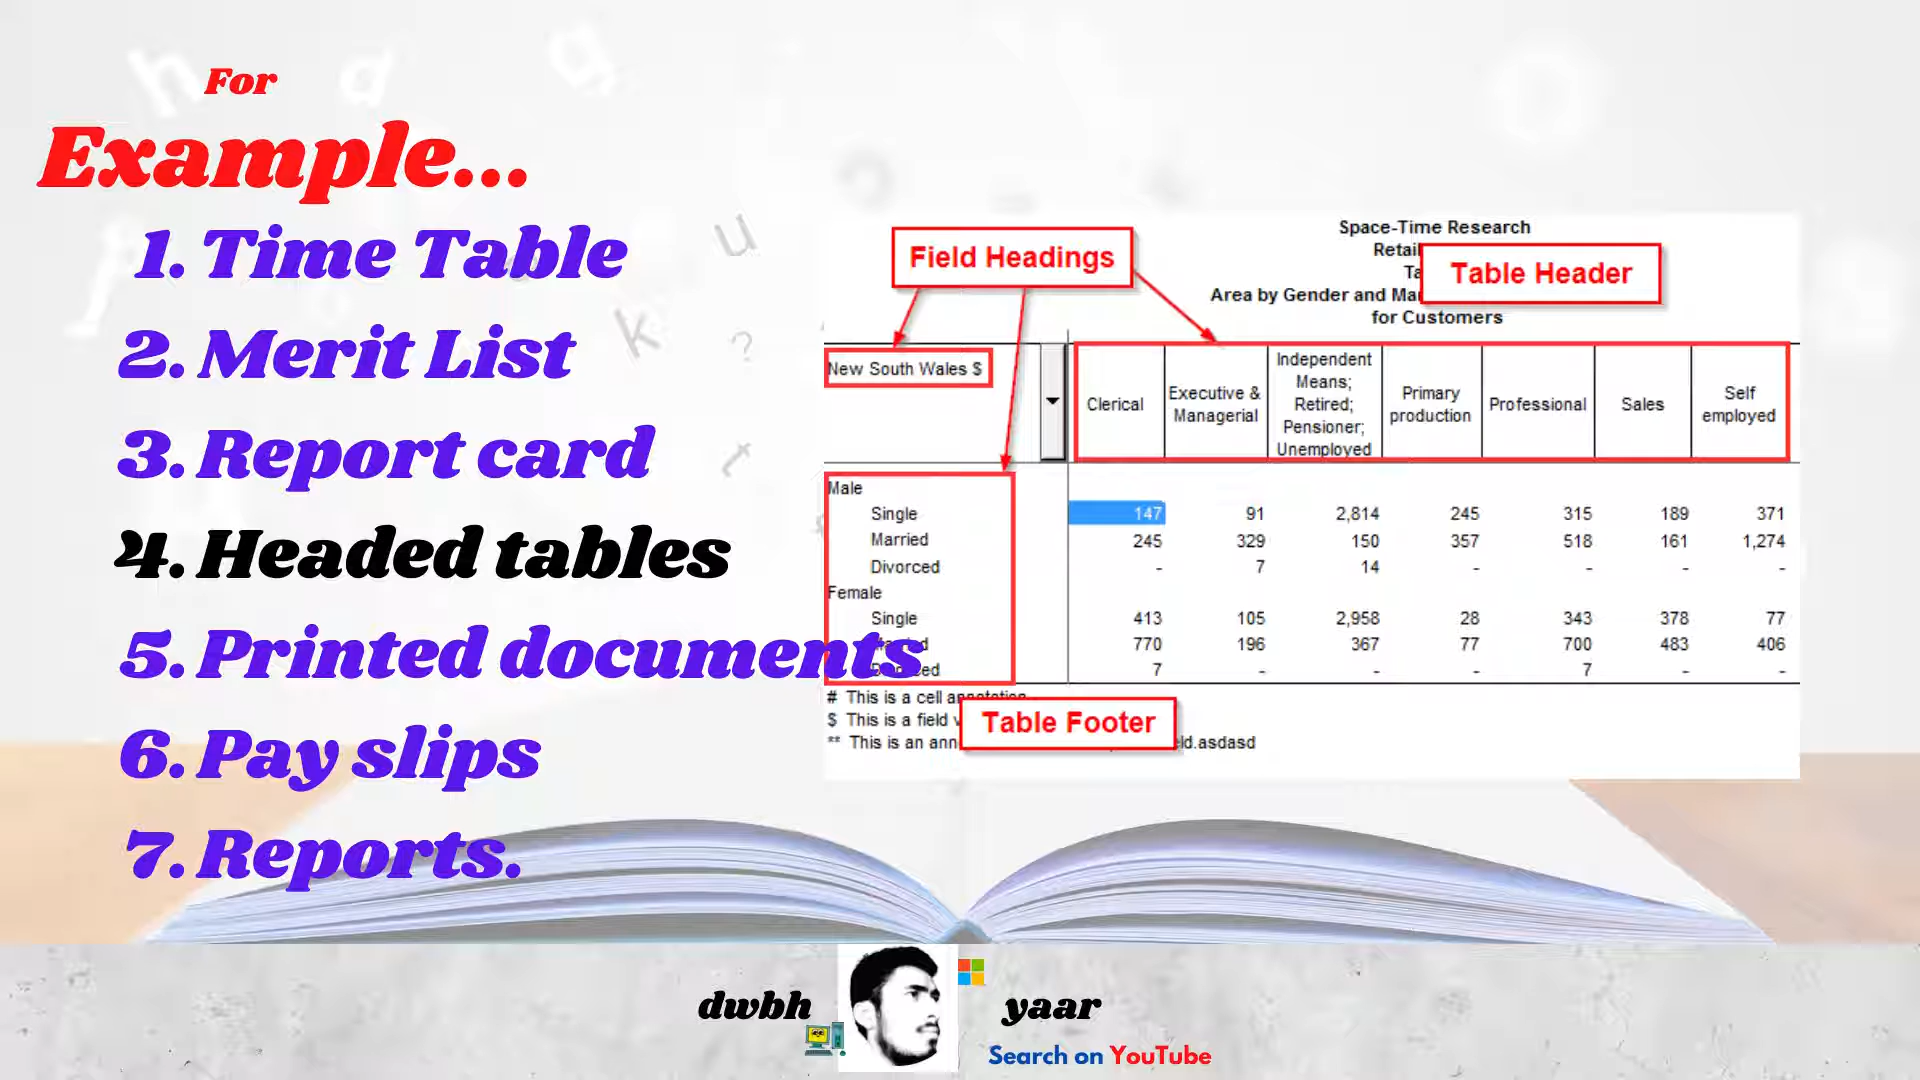 For
Example...
1. Time Table
2. Merit List
3. Report card
4. Headed tables
5. Printed documents
6. Pay slips
7. Reports.
Space-Time Research
Retail
Field Headings
Table Header
Area by Gender and
for Customers
New South Wales $
Clerical
Executive & Managerial
Independent Means; Retired; Pensioner; Unemployed
Primary production
Professional
Sales
Self employed
Male
Single 147 91 2,814 245 315 189 371
Married 245 329 150 357 518 161 1,274
Divorced - 7 14 - - - -
Female
Single 413 105 2,958 28 343 378 77
770 196 367 77 700 483 406
7 - - - 7 - -
# This is a cell annotation
$ This is a field
Table Footer
** This is an
asdasd
dwbh yaar
Search on YouTube